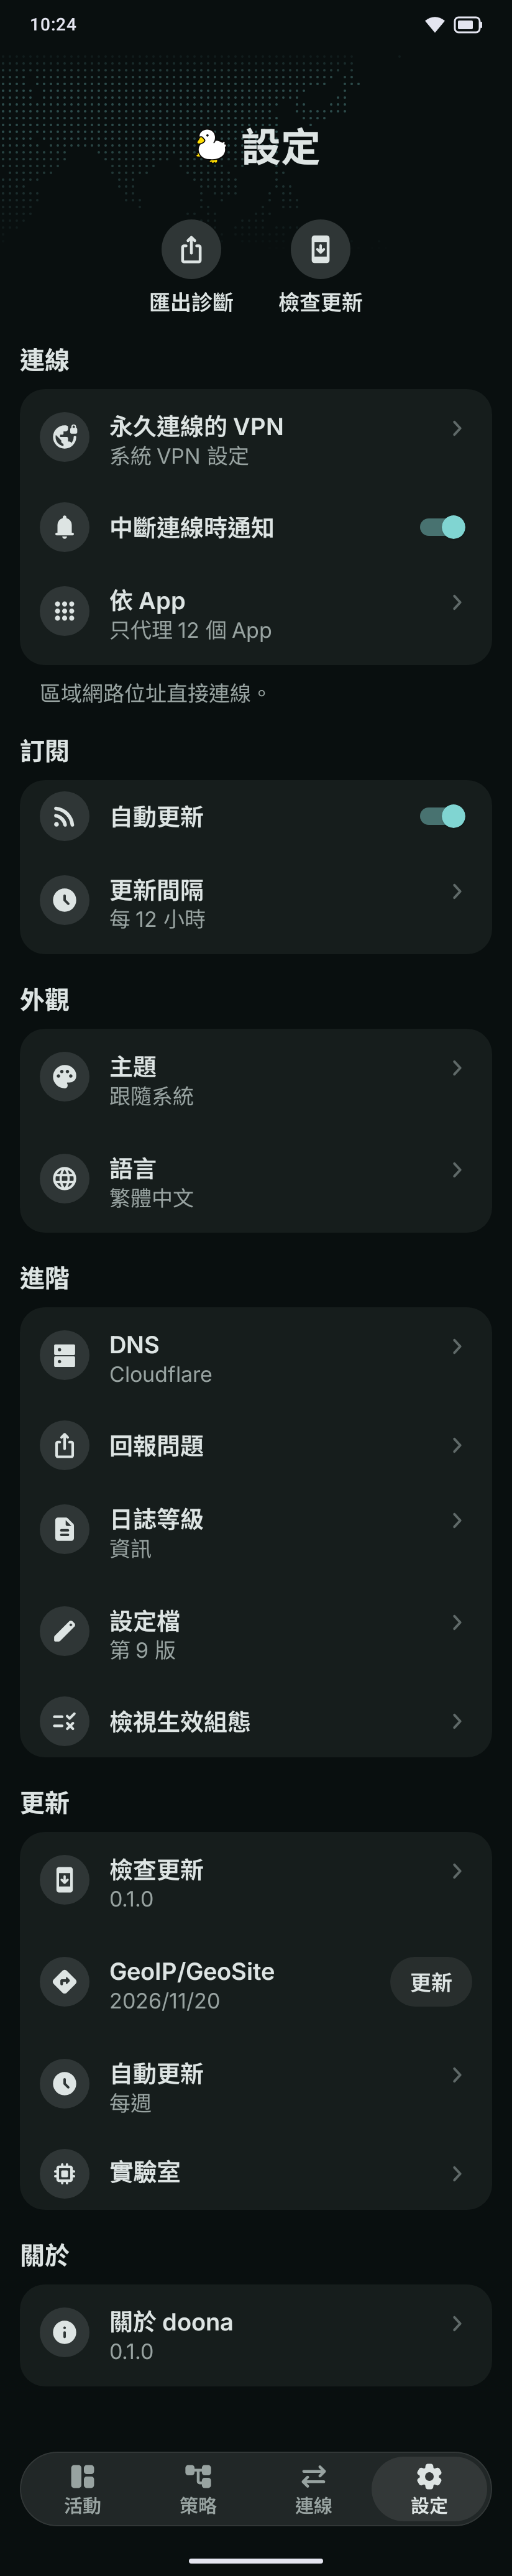 10:24
設定
匯出診斷
檢查更新
連線
永久連線的 VPN
系統 VPN 設定
中斷連線時通知
依 App
只代理 12 個 App
區域網路位址直接連線。
訂閱
自動更新
更新間隔
每 12 小時
外觀
主題
跟隨系統
語言
繁體中文
進階
DNS
Cloudflare
回報問題
日誌等級
資訊
設定檔
第 9 版
檢視生效組態
更新
檢查更新
0.1.0
GeoIP/GeoSite
2026/11/20
更新
自動更新
每週
實驗室
關於
關於 doona
0.1.0
活動
策略
連線
設定